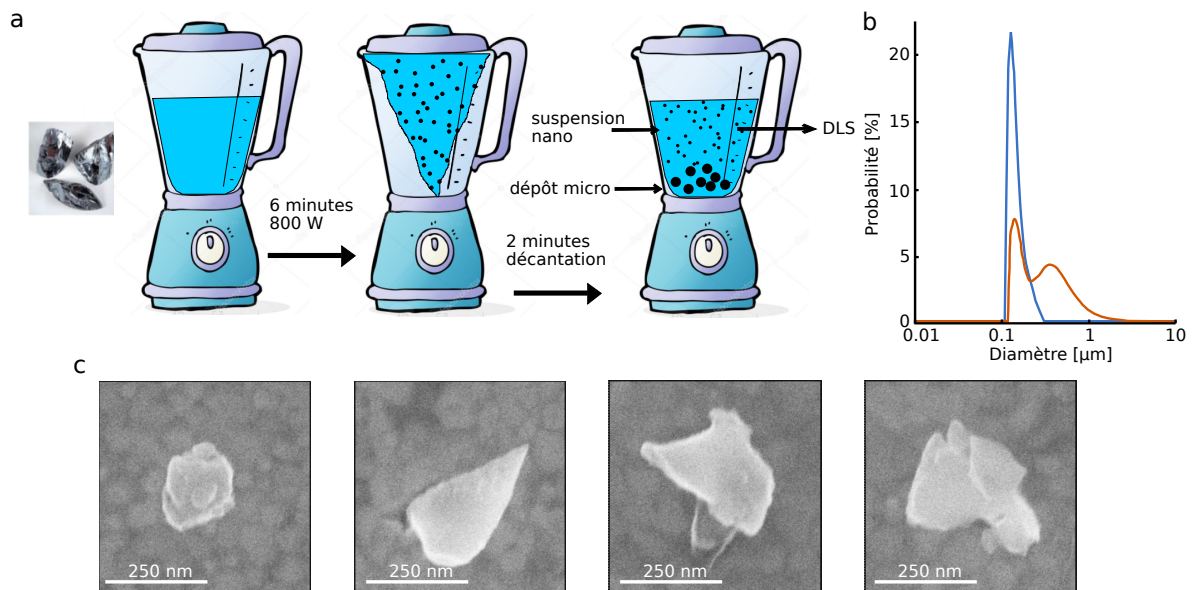 a
6 minutes
800 W
2 minutes
décantation
suspension
nano
dépôt micro
DLS
b
Probabilité [%]
20
15
10
5
0
0.01
0.1
1
10
Diamètre [µm]
c
250 nm
250 nm
250 nm
250 nm